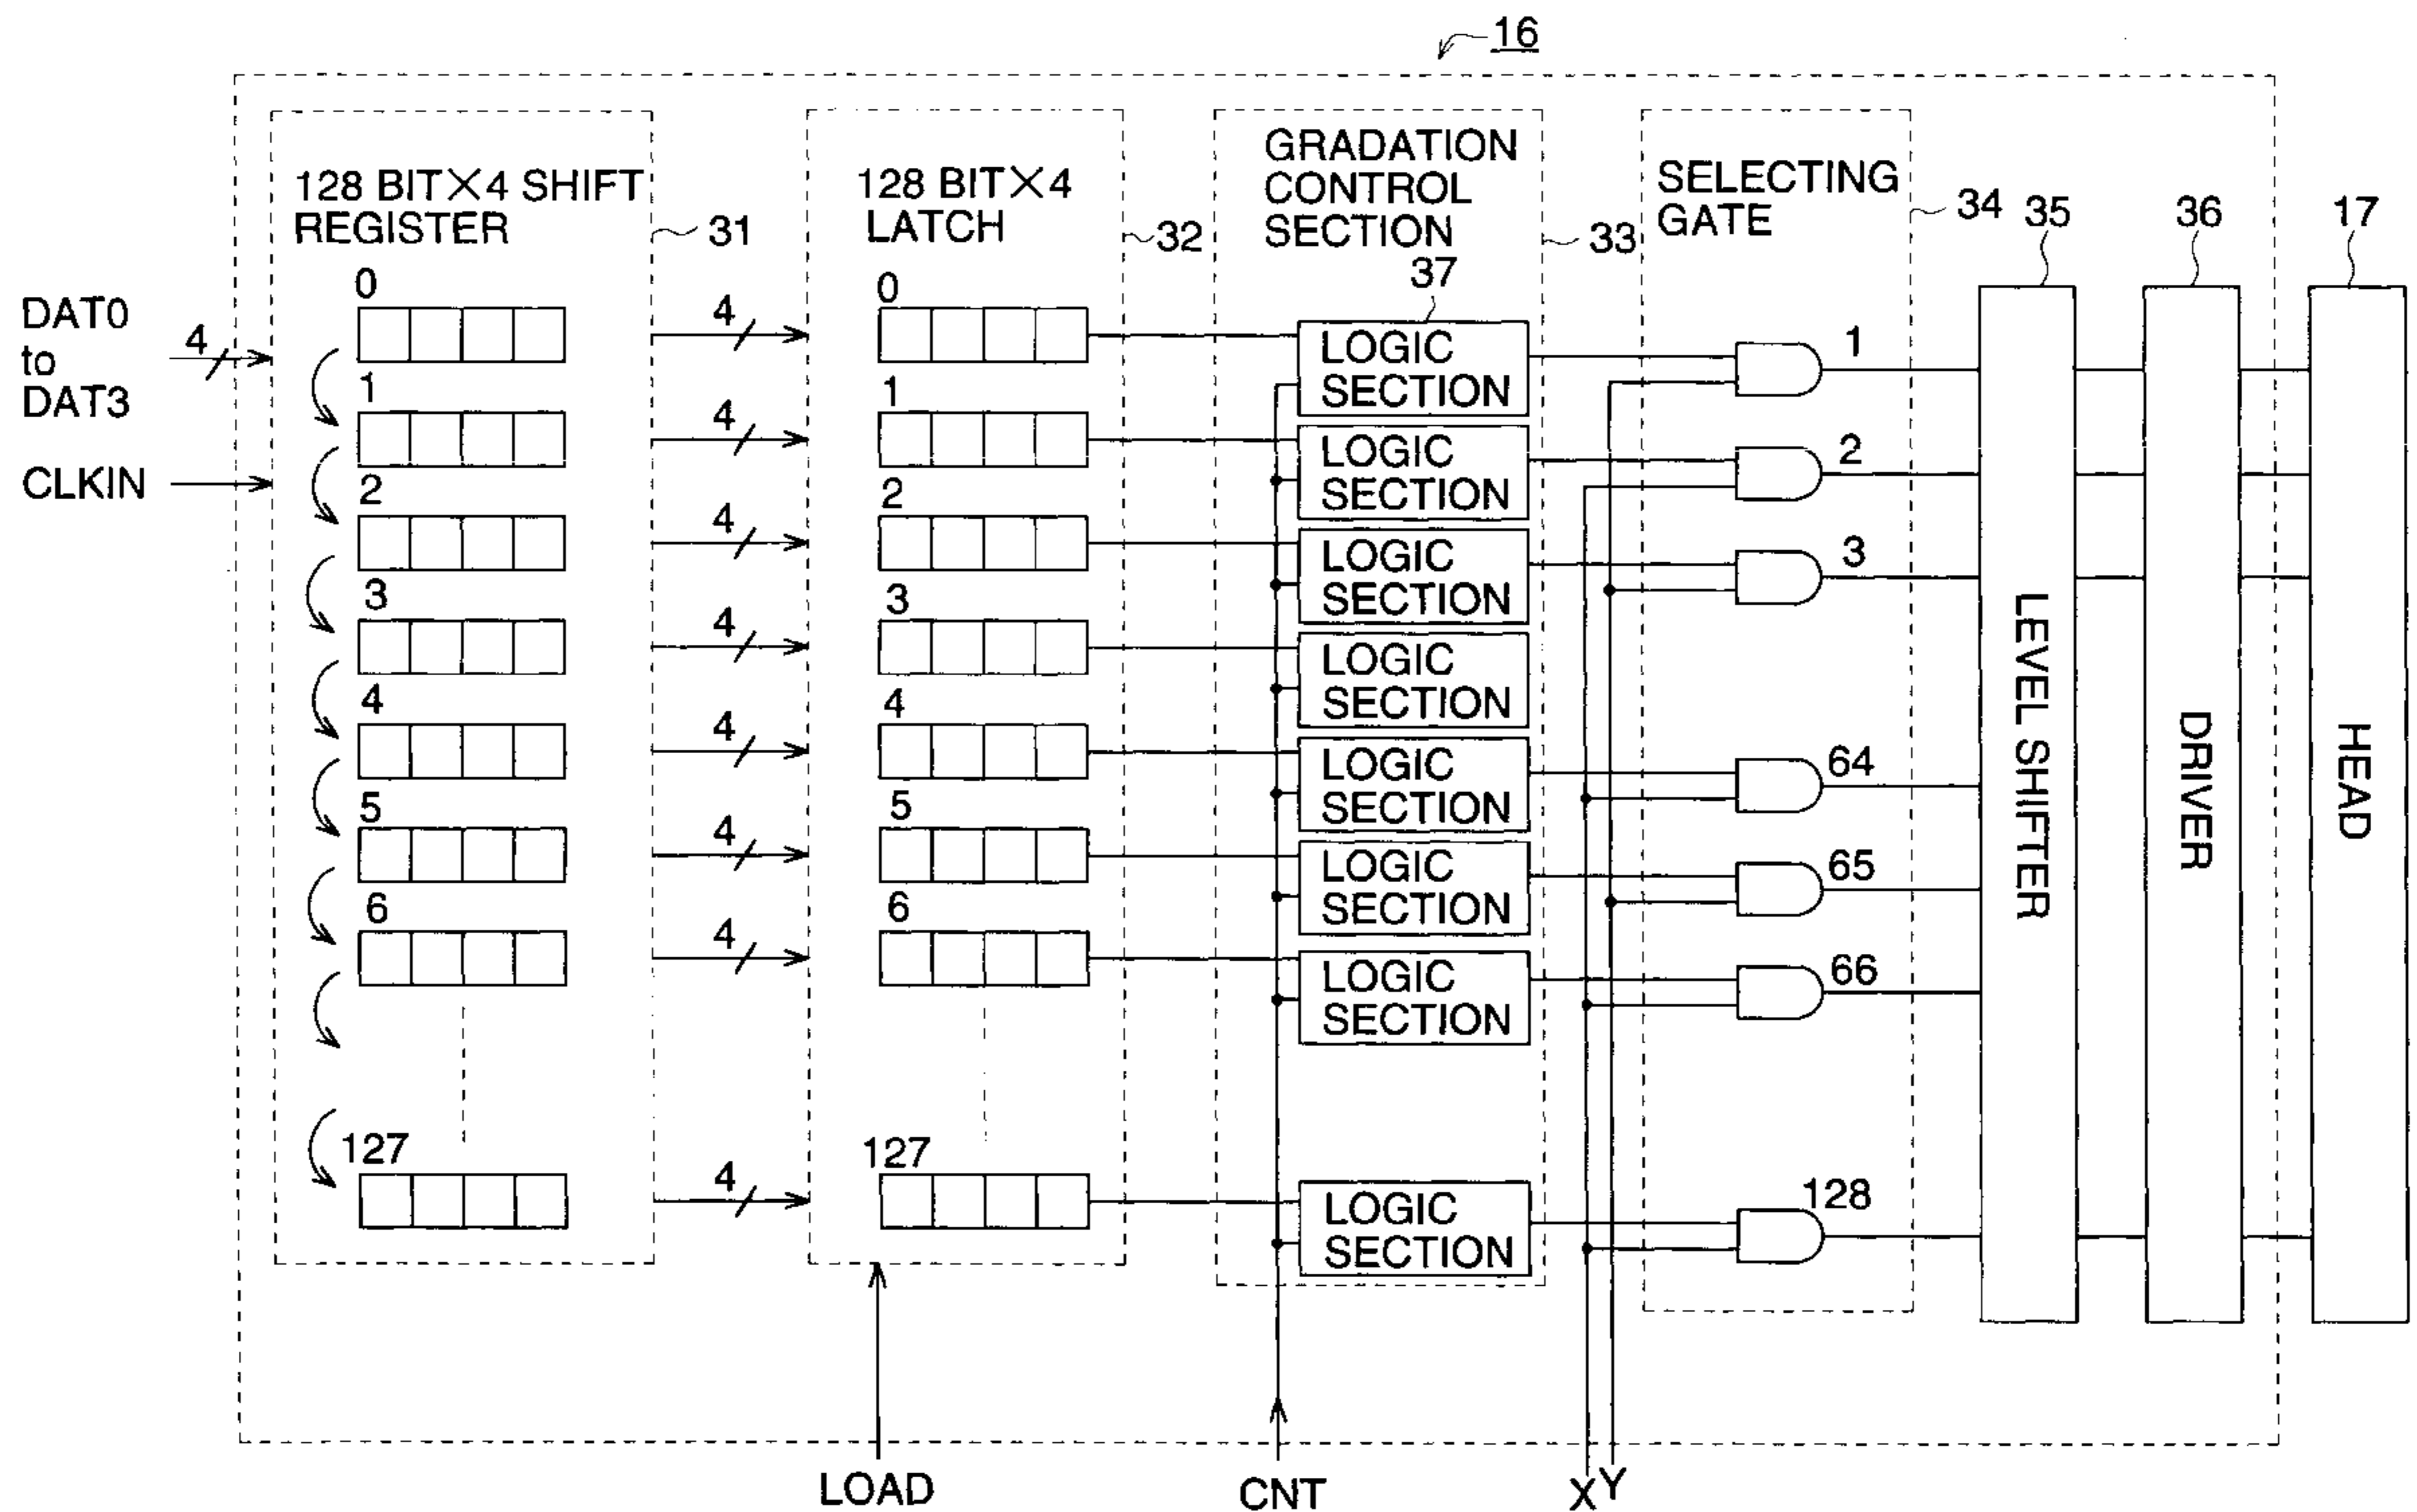 16
128 BIT×4 SHIFT
REGISTER
31
128 BIT×4
LATCH
32
GRADATION
CONTROL
SECTION
33
37
SELECTING
GATE
34
35
36
17
DAT0
to
DAT3
4
CLKIN
0
1
2
3
4
5
6
127
4
4
4
4
4
4
4
4
0
1
2
3
4
5
6
127
LOGIC
SECTION
LOGIC
SECTION
LOGIC
SECTION
LOGIC
SECTION
LOGIC
SECTION
LOGIC
SECTION
LOGIC
SECTION
LOGIC
SECTION
1
2
3
64
65
66
128
LEVEL SHIFTER
DRIVER
HEAD
LOAD
CNT
X
Y